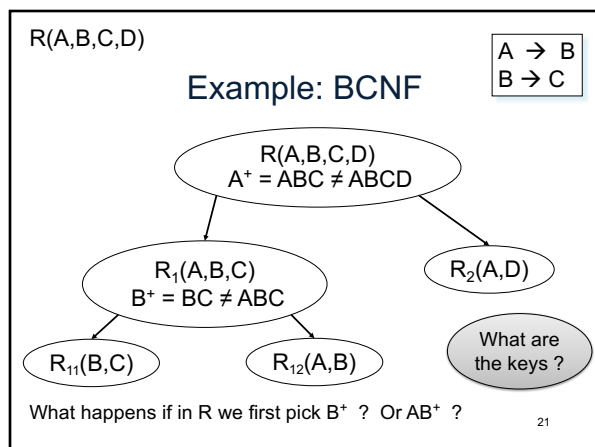 R(A,B,C,D)
A → B
B → C
Example: BCNF
R(A,B,C,D)
A⁺ = ABC ≠ ABCD
R₁(A,B,C)
B⁺ = BC ≠ ABC
R₂(A,D)
R₁₁(B,C)
R₁₂(A,B)
What are
the keys ?
What happens if in R we first pick B⁺ ? Or AB⁺ ?
21